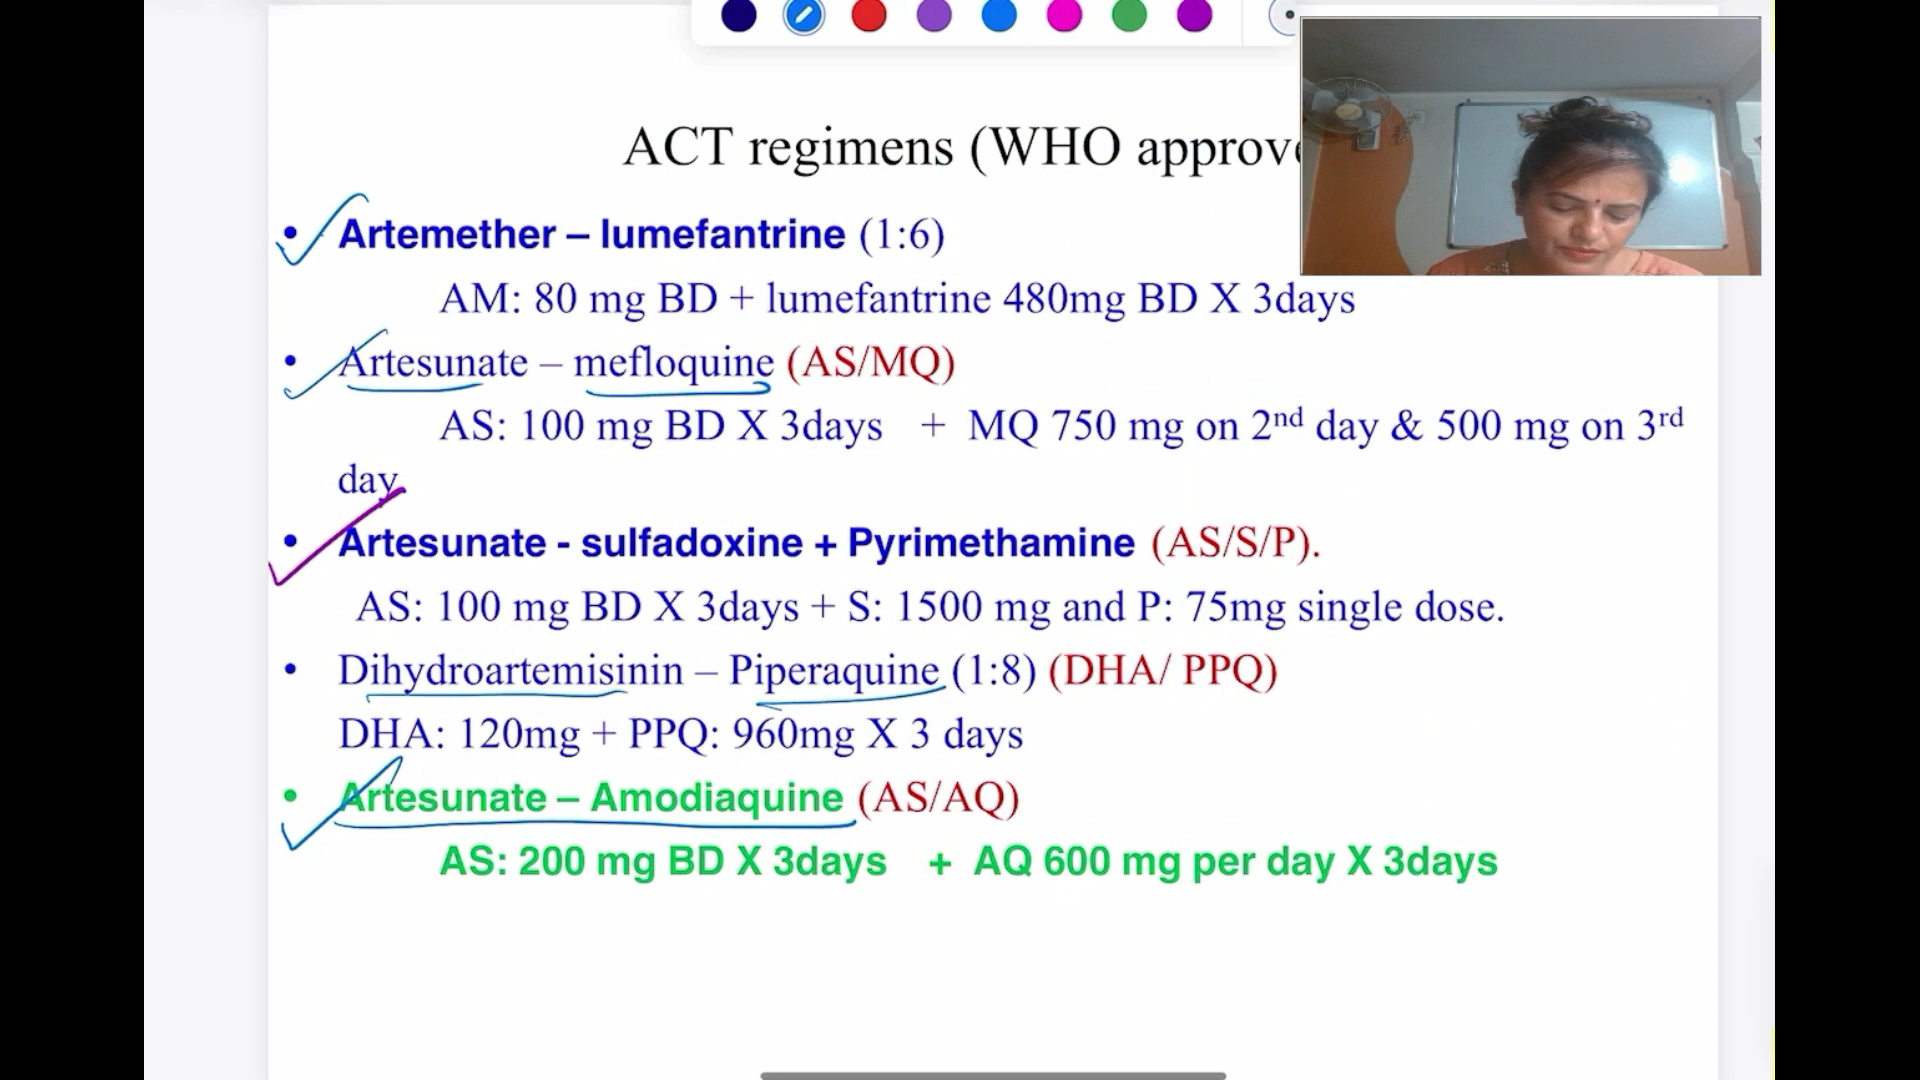 ACT regimens (WHO approve
• Artemether – lumefantrine (1:6)
AM: 80 mg BD + lumefantrine 480mg BD X 3days
• Artesunate – mefloquine (AS/MQ)
AS: 100 mg BD X 3days + MQ 750 mg on 2nd day & 500 mg on 3rd
day.
• Artesunate - sulfadoxine + Pyrimethamine (AS/S/P).
AS: 100 mg BD X 3days + S: 1500 mg and P: 75mg single dose.
• Dihydroartemisinin – Piperaquine (1:8) (DHA/ PPQ)
DHA: 120mg + PPQ: 960mg X 3 days
• Artesunate – Amodiaquine (AS/AQ)
AS: 200 mg BD X 3days + AQ 600 mg per day X 3days